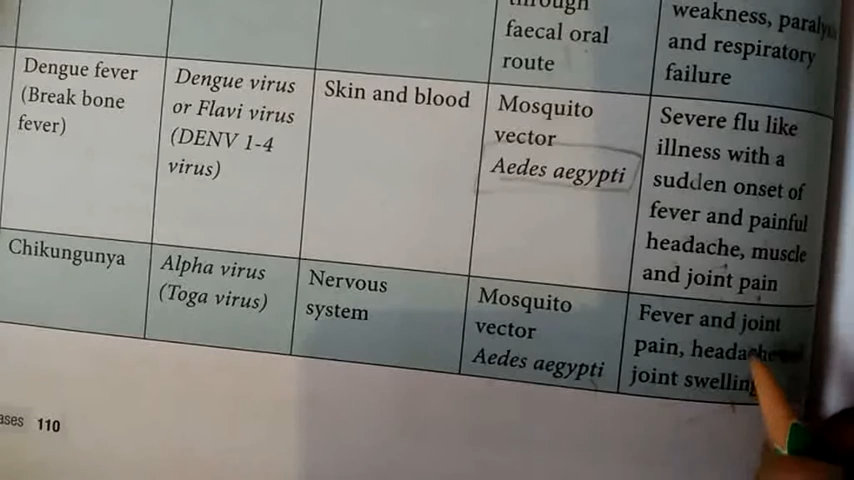 through
faecal oral
route
weakness, paralysis
and respiratory
failure
Dengue fever
(Break bone
fever)
Dengue virus
or Flavi virus
(DENV 1-4
virus)
Skin and blood
Mosquito
vector
Aedes aegypti
Severe flu like
illness with a
sudden onset of
fever and painful
headache, muscle
and joint pain
Chikungunya
Alpha virus
(Toga virus)
Nervous
system
Mosquito
vector
Aedes aegypti
Fever and joint
pain, headache
joint swelling
ases 110